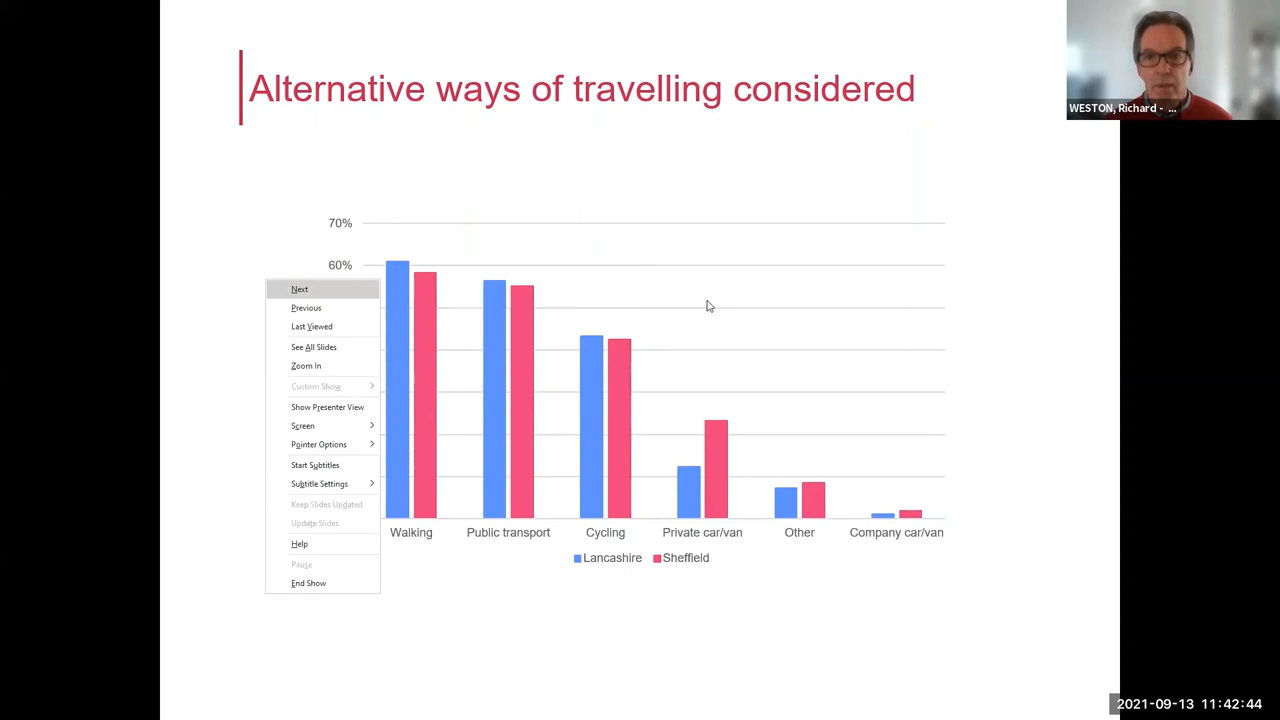 Alternative ways of travelling considered
WESTON, Richard - ...
70%
60%
Next
Previous
Last Viewed
See All Slides
Zoom In
Custom Show
Show Presenter View
Screen
Pointer Options
Start Subtitles
Subtitle Settings
Keep Slides Updated
Update Slides
Help
Pause
End Show
Walking Public transport Cycling Private car/van Other Company car/van
Lancashire Sheffield
2021-09-13 11:42:44